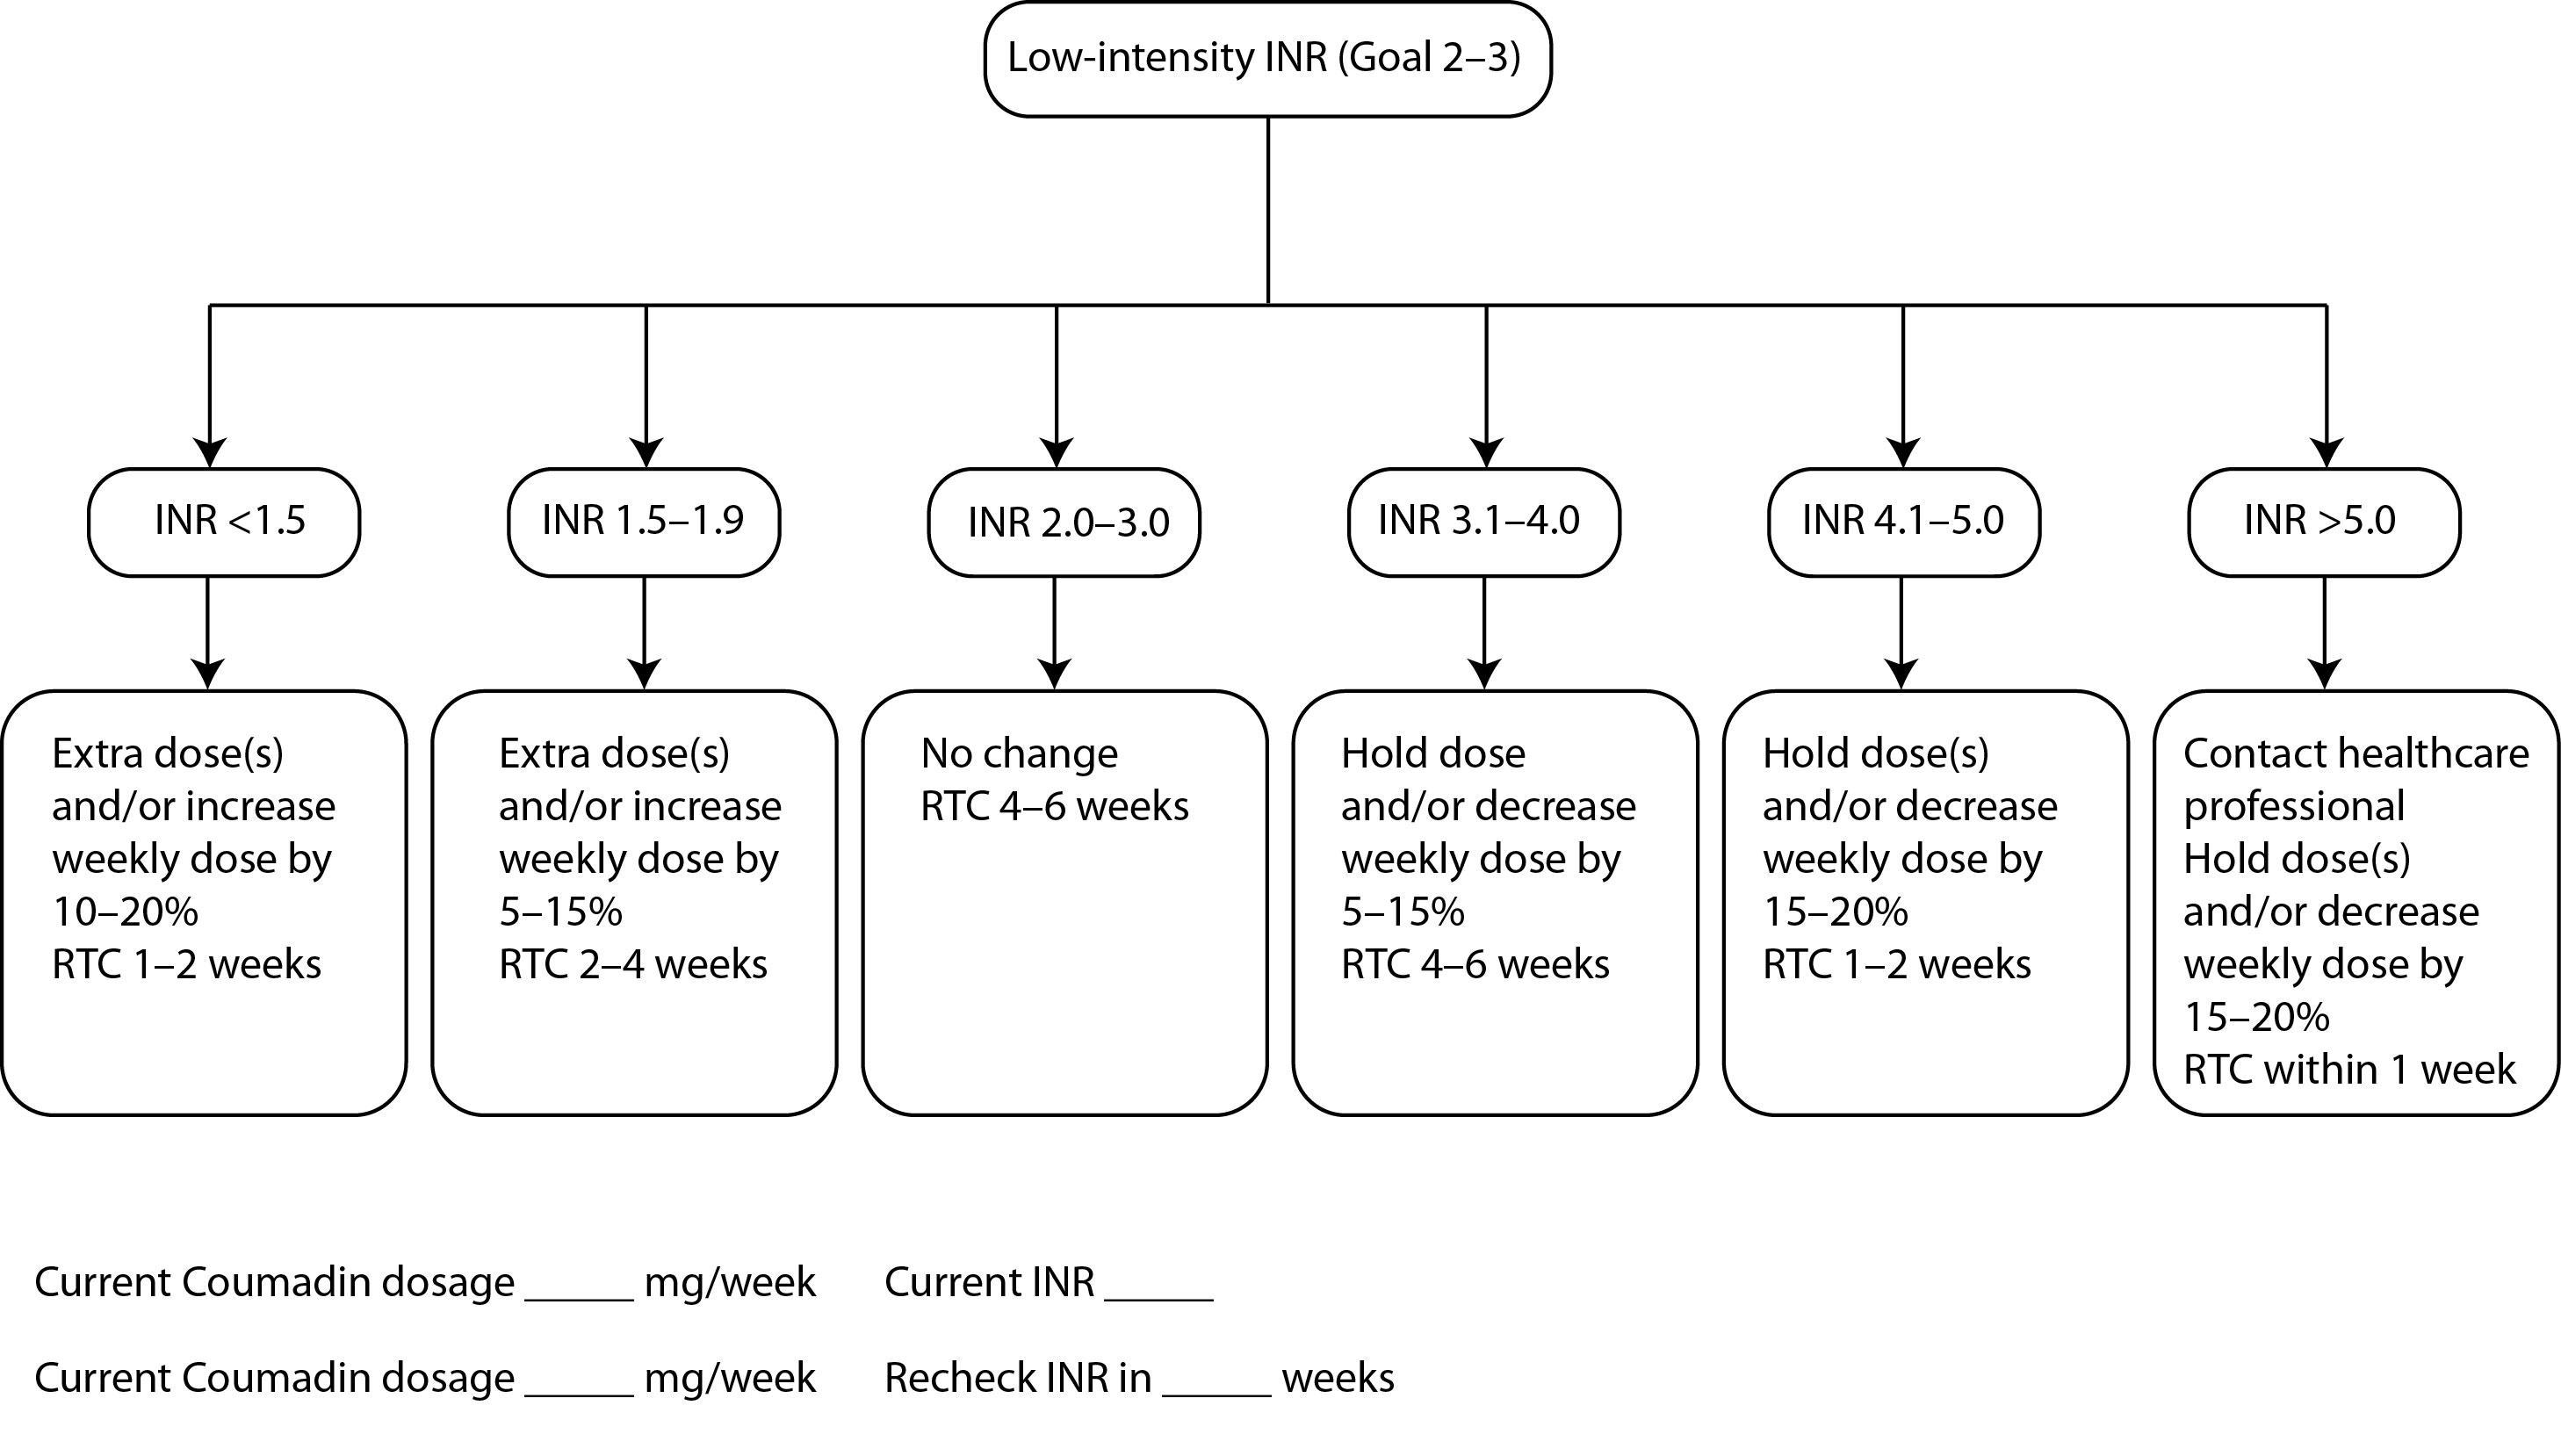 Low-intensity INR (Goal 2–3)
INR <1.5
INR 1.5–1.9
INR 2.0–3.0
INR 3.1–4.0
INR 4.1–5.0
INR >5.0
Extra dose(s)
and/or increase
weekly dose by
10–20%
RTC 1–2 weeks
Extra dose(s)
and/or increase
weekly dose by
5–15%
RTC 2–4 weeks
No change
RTC 4–6 weeks
Hold dose
and/or decrease
weekly dose by
5–15%
RTC 4–6 weeks
Hold dose(s)
and/or decrease
weekly dose by
15–20%
RTC 1–2 weeks
Contact healthcare
professional
Hold dose(s)
and/or decrease
weekly dose by
15–20%
RTC within 1 week
Current Coumadin dosage _____ mg/week Current INR _____
Current Coumadin dosage _____ mg/week Recheck INR in _____ weeks